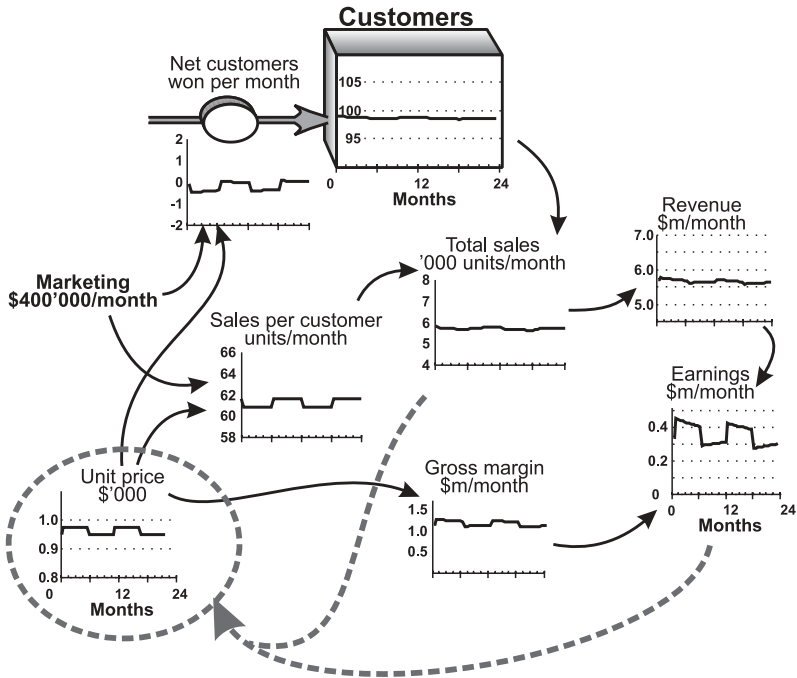 Customers
Net customers
won per month
105
100
95
0
12
24
Months
2
1
0
-1
-2
Marketing
$400'000/month
Sales per customer
units/month
66
64
62
60
58
Total sales
'000 units/month
8
7
6
5
4
Revenue
$m/month
7.0
6.0
5.0
Earnings
$m/month
0.4
0.2
0
0
12
24
Months
Unit price
$'000
1.0
0.9
0.8
0
12
24
Months
Gross margin
$m/month
1.5
1.0
0.5